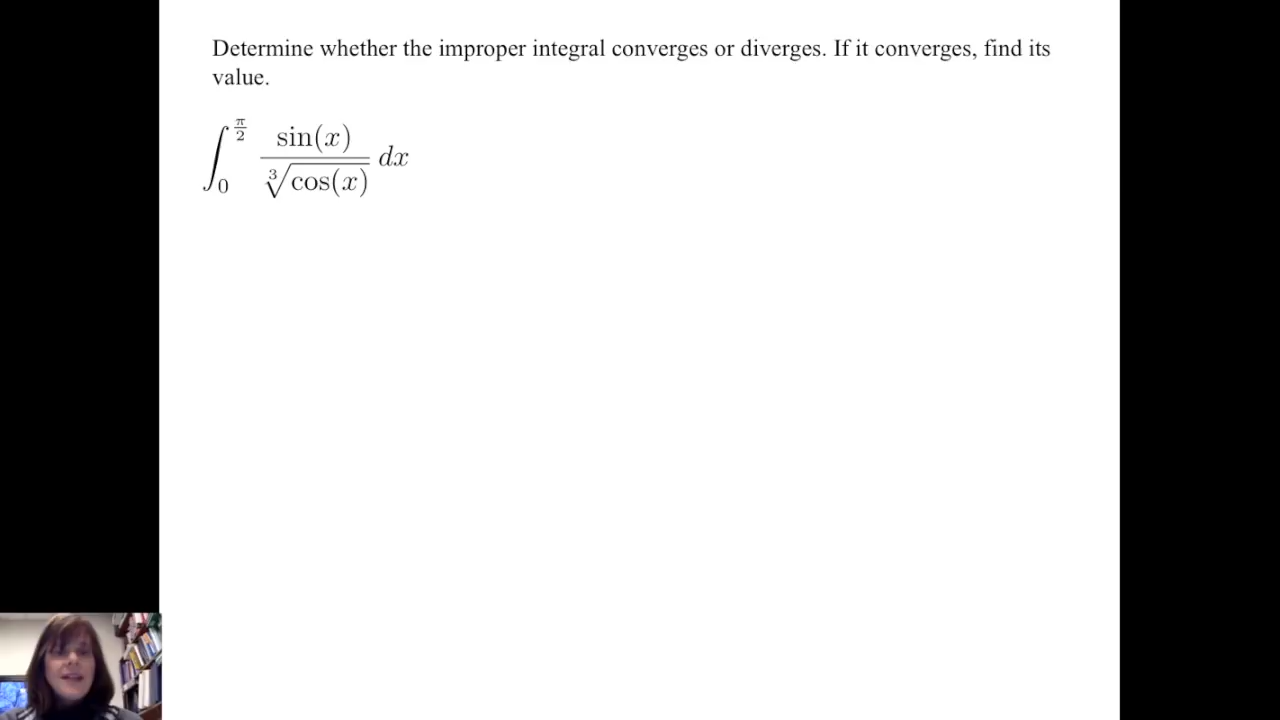 Determine whether the improper integral converges or diverges. If it converges, find its
value.
∫₀^{π/2} sin(x)/∛cos(x) dx